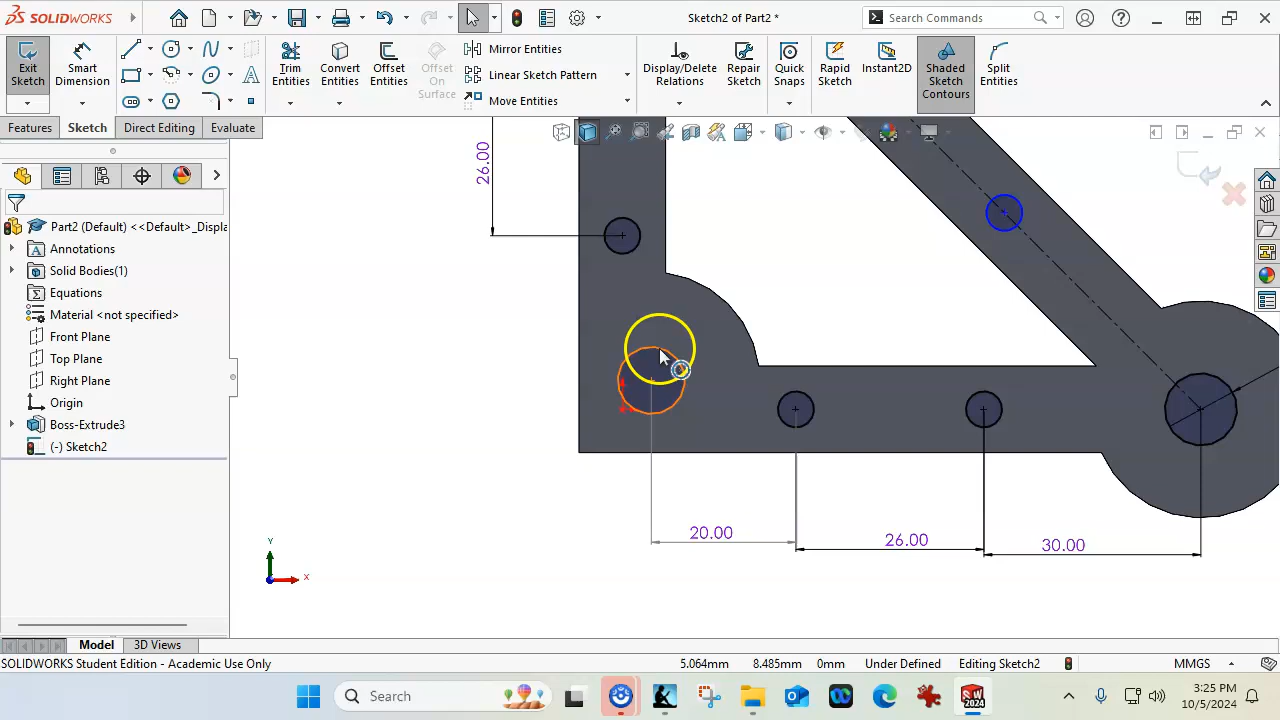 SOLIDWORKS
Sketch2 of Part2 *
Search Commands
Exit Sketch
Smart Dimension
Trim Entities
Convert Entities
Offset Entities
Offset On Surface
Mirror Entities
Linear Sketch Pattern
Move Entities
Display/Delete Relations
Repair Sketch
Quick Snaps
Rapid Sketch
Instant2D
Shaded Sketch Contours
Split Entities
Features
Sketch
Direct Editing
Evaluate
Part2 (Default) <<Default>_Displa
Annotations
Solid Bodies(1)
Equations
Material <not specified>
Front Plane
Top Plane
Right Plane
Origin
Boss-Extrude3
(-) Sketch2
26.00
20.00
26.00
30.00
Y
X
Model
3D Views
SOLIDWORKS Student Edition - Academic Use Only
5.064mm
8.485mm
0mm
Under Defined
Editing Sketch2
MMGS
Search
3:25 PM
10/5/2024